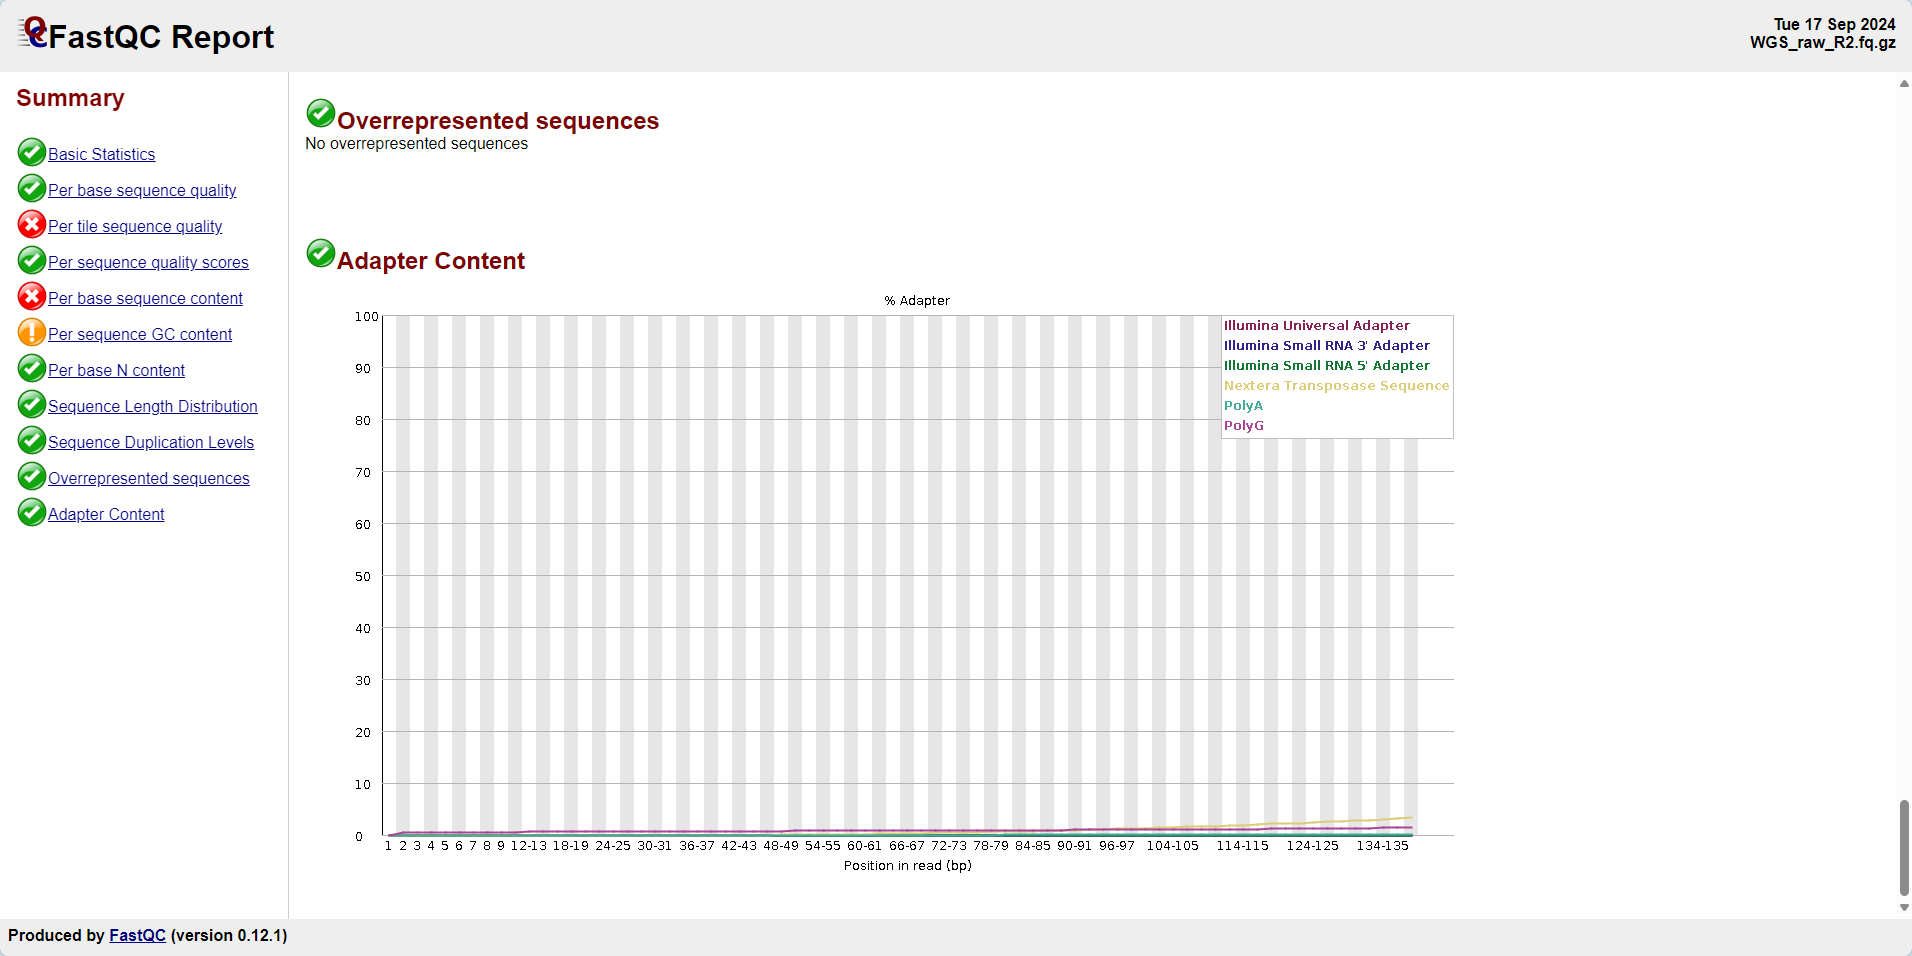 FastQC Report
Tue 17 Sep 2024
WGS_raw_R2.fq.gz
Summary
Basic Statistics
Per base sequence quality
Per tile sequence quality
Per sequence quality scores
Per base sequence content
Per sequence GC content
Per base N content
Sequence Length Distribution
Sequence Duplication Levels
Overrepresented sequences
Adapter Content
Overrepresented sequences
No overrepresented sequences
Adapter Content
% Adapter
100
90
80
70
60
50
40
30
20
10
0
Illumina Universal Adapter
Illumina Small RNA 3' Adapter
Illumina Small RNA 5' Adapter
Nextera Transposase Sequence
PolyA
PolyG
1 2 3 4 5 6 7 8 9 12-13 18-19 24-25 30-31 36-37 42-43 48-49 54-55 60-61 66-67 72-73 78-79 84-85 90-91 96-97 104-105 114-115 124-125 134-135
Position in read (bp)
Produced by FastQC (version 0.12.1)